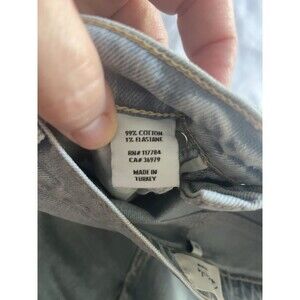 99% COTTON
1% ELASTANE
RN# 117784
CA# 36979
MADE IN
TURKEY